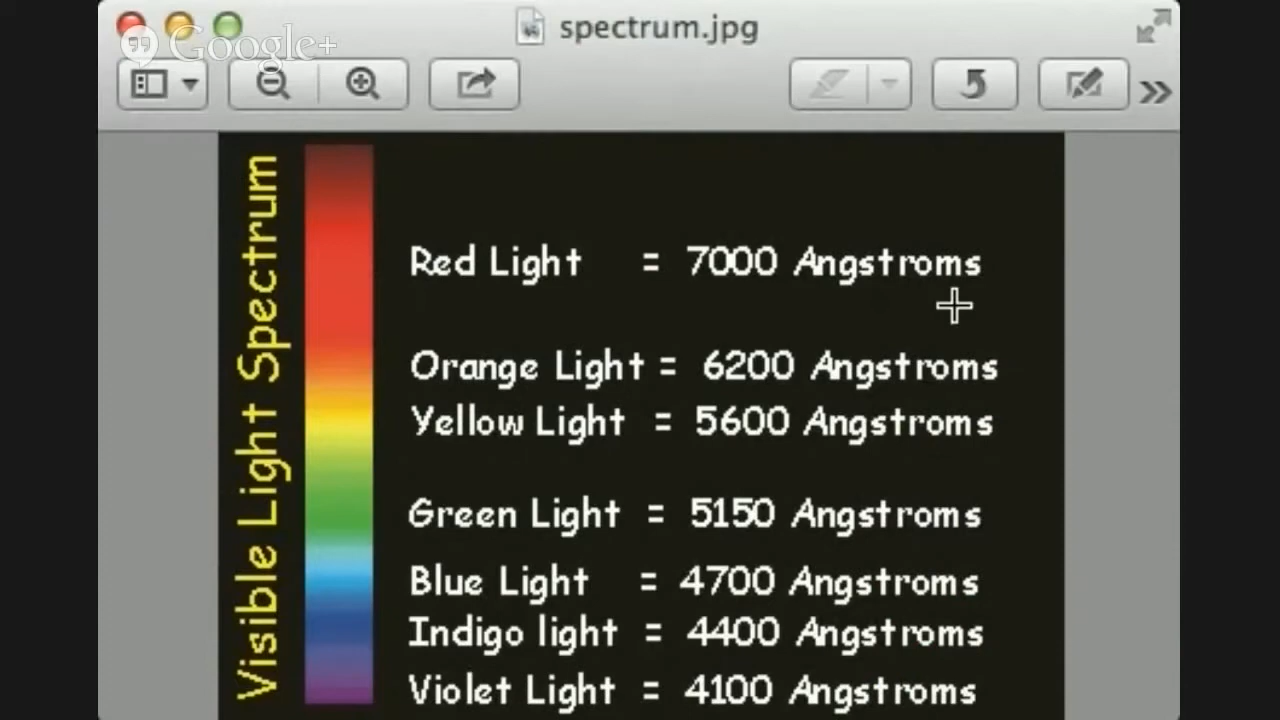 spectrum.jpg
Google+
Visible Light Spectrum
Red Light = 7000 Angstroms
Orange Light = 6200 Angstroms
Yellow Light = 5600 Angstroms
Green Light = 5150 Angstroms
Blue Light = 4700 Angstroms
Indigo light = 4400 Angstroms
Violet Light = 4100 Angstroms